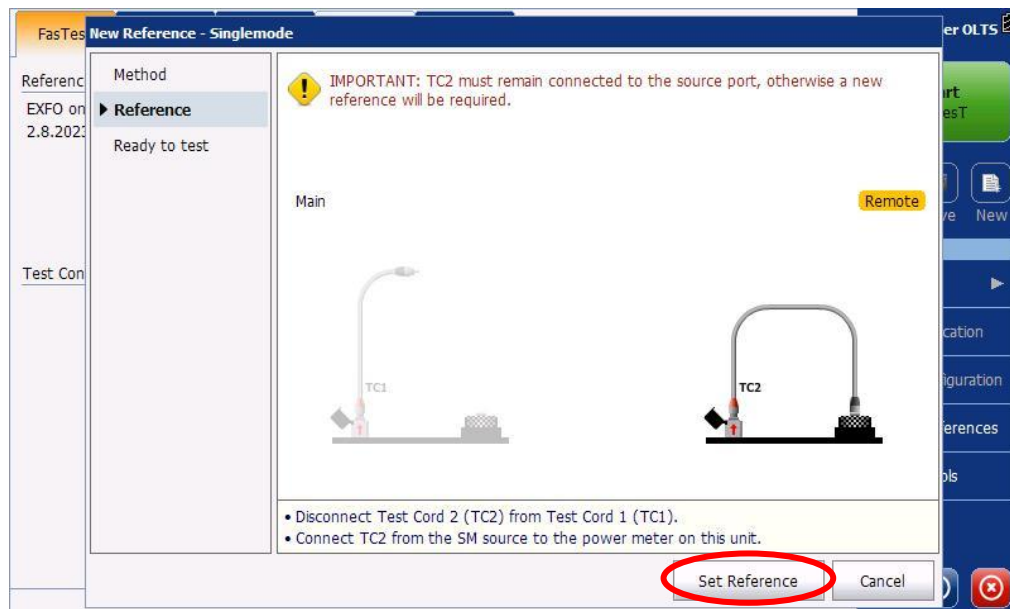 FasTes
New Reference - Singlemode
er OLTS
Referenc
EXFO on
2.8.2023
Test Con
Method
Reference
Ready to test
IMPORTANT: TC2 must remain connected to the source port, otherwise a new
reference will be required.
Main
Remote
TC1
TC2
• Disconnect Test Cord 2 (TC2) from Test Cord 1 (TC1).
• Connect TC2 from the SM source to the power meter on this unit.
Set Reference
Cancel
art
esT
ve
New
cation
iguration
erences
ols